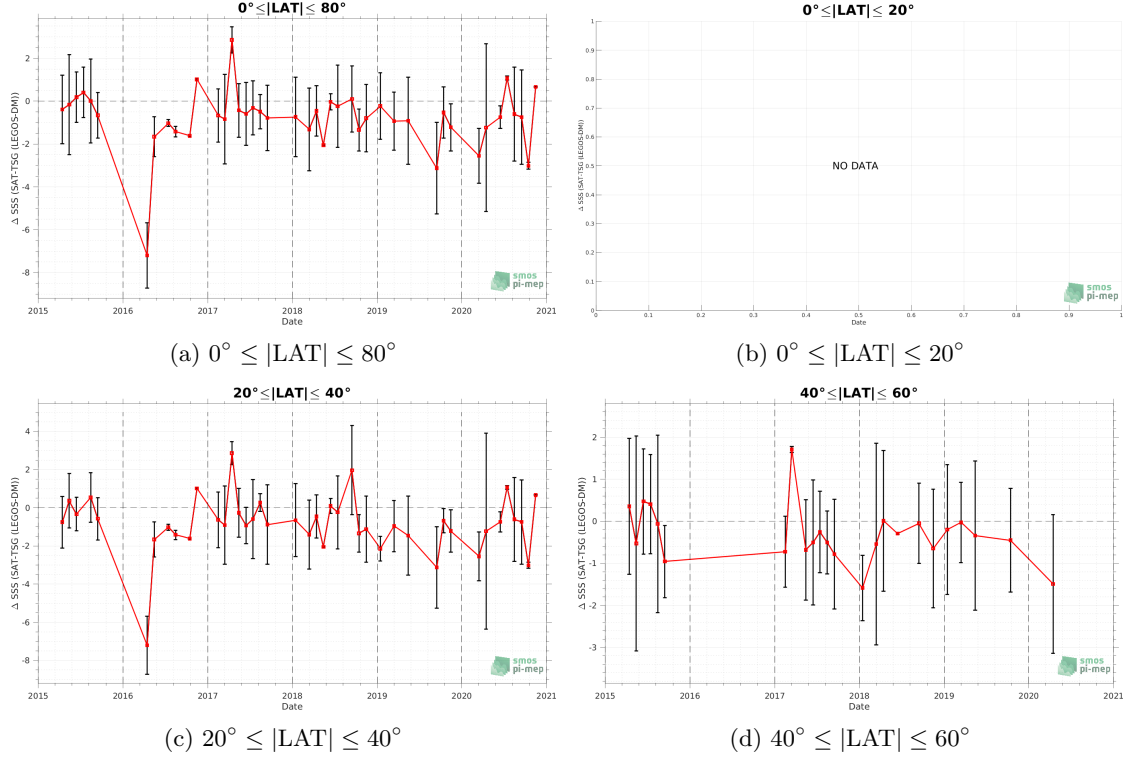 0°≤|LAT|≤ 80°
Δ SSS (SAT-TSG (LEGOS-DM))
2
0
-2
-4
-6
-8
2015 2016 2017 2018 2019 2020 2021
Date
smos
pi-mep
(a) 0° ≤ |LAT| ≤ 80°
0°≤|LAT|≤ 20°
Δ SSS (SAT-TSG (LEGOS-DM))
1
0.9
0.8
0.7
0.6
0.5
0.4
0.3
0.2
0.1
0
NO DATA
0 0.1 0.2 0.3 0.4 0.5 0.6 0.7 0.8 0.9 1
Date
smos
pi-mep
(b) 0° ≤ |LAT| ≤ 20°
20°≤|LAT|≤ 40°
Δ SSS (SAT-TSG (LEGOS-DM))
4
2
0
-2
-4
-6
-8
2015 2016 2017 2018 2019 2020 2021
Date
smos
pi-mep
(c) 20° ≤ |LAT| ≤ 40°
40°≤|LAT|≤ 60°
Δ SSS (SAT-TSG (LEGOS-DM))
2
1
0
-1
-2
-3
2015 2016 2017 2018 2019 2020 2021
Date
smos
pi-mep
(d) 40° ≤ |LAT| ≤ 60°